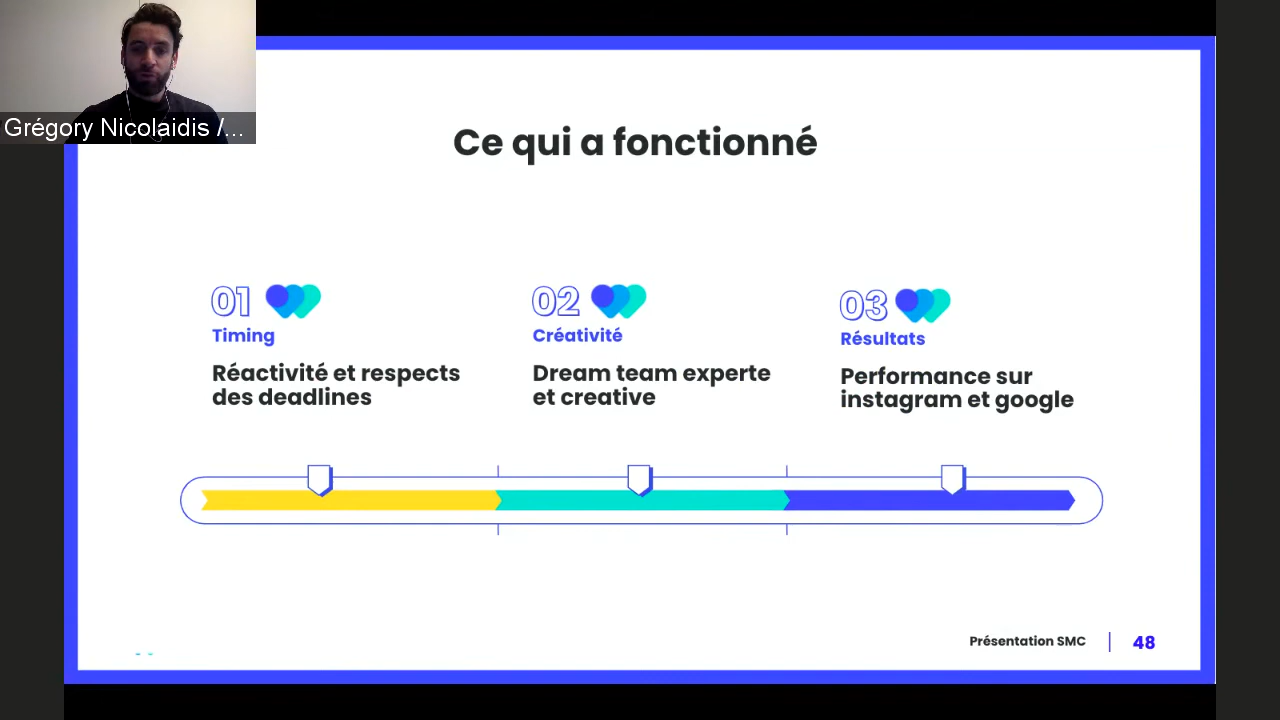 Grégory Nicolaidis /...
Ce qui a fonctionné
01
Timing
Réactivité et respects
des deadlines
02
Créativité
Dream team experte
et creative
03
Résultats
Performance sur
instagram et google
Présentation SMC
48